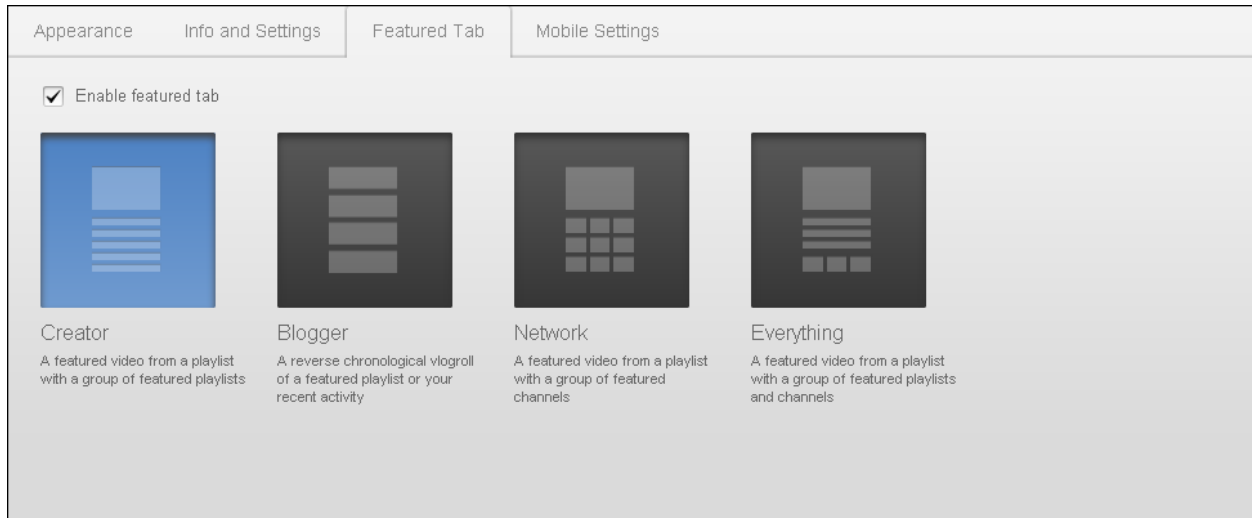 Appearance
Info and Settings
Featured Tab
Mobile Settings
Enable featured tab
Creator
A featured video from a playlist
with a group of featured playlists
Blogger
A reverse chronological vlogroll
of a featured playlist or your
recent activity
Network
A featured video from a playlist
with a group of featured
channels
Everything
A featured video from a playlist
with a group of featured playlists
and channels